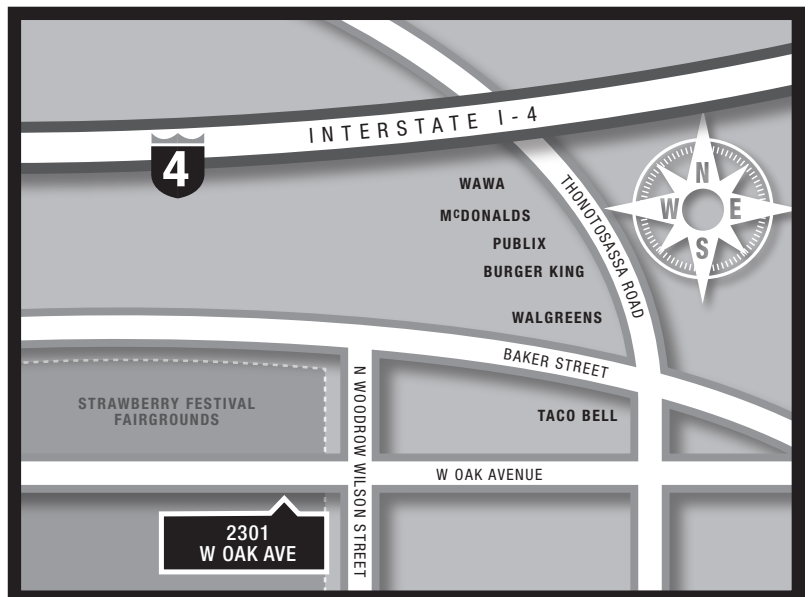 INTERSTATE I-4
4
WAWA
McDONALDS
PUBLIX
BURGER KING
WALGREENS
THONOTOSASSA ROAD
N
W
E
S
BAKER STREET
STRAWBERRY FESTIVAL
FAIRGROUNDS
N WOODROW WILSON STREET
TACO BELL
W OAK AVENUE
2301
W OAK AVE